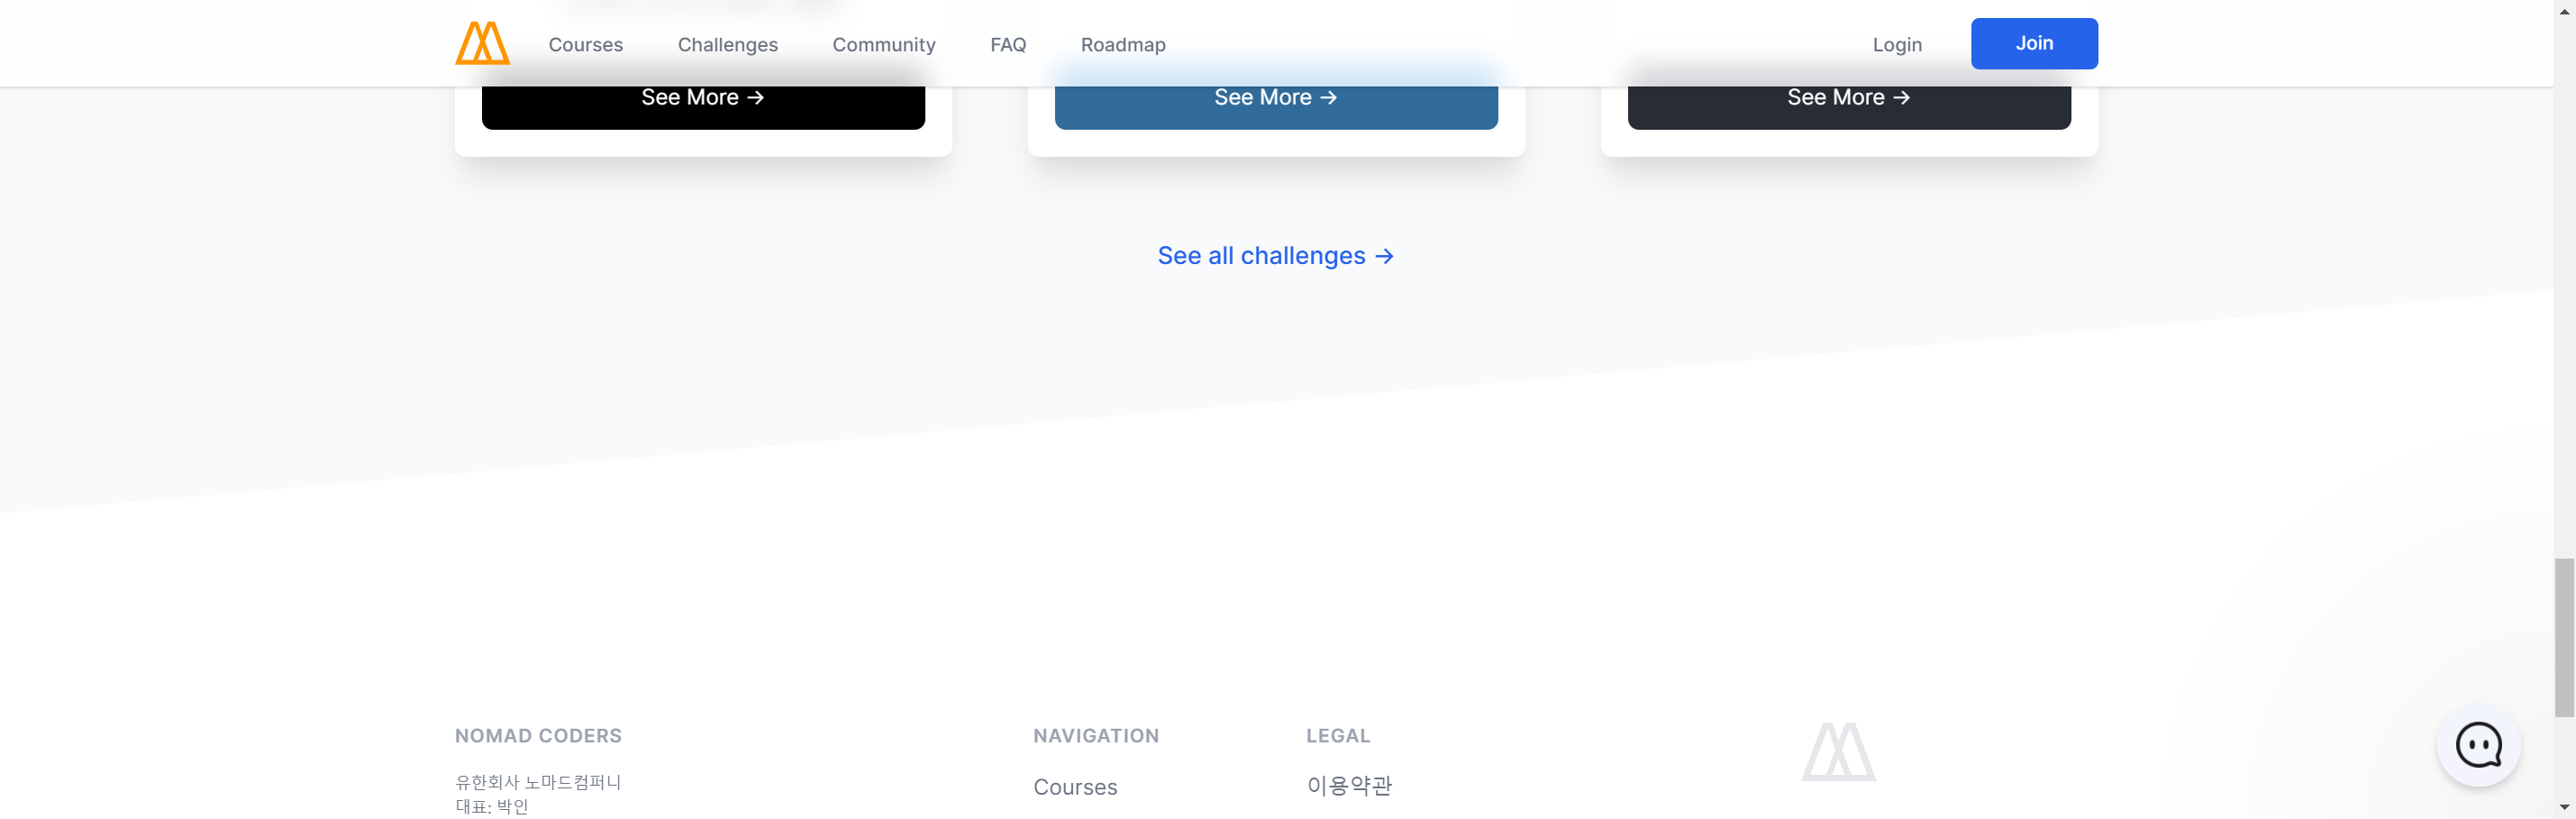 Courses Challenges Community FAQ Roadmap Login Join
See More → See More → See More →
See all challenges →
NOMAD CODERS NAVIGATION LEGAL
유한회사 노마드컴퍼니
대표: 박인
Courses
이용약관